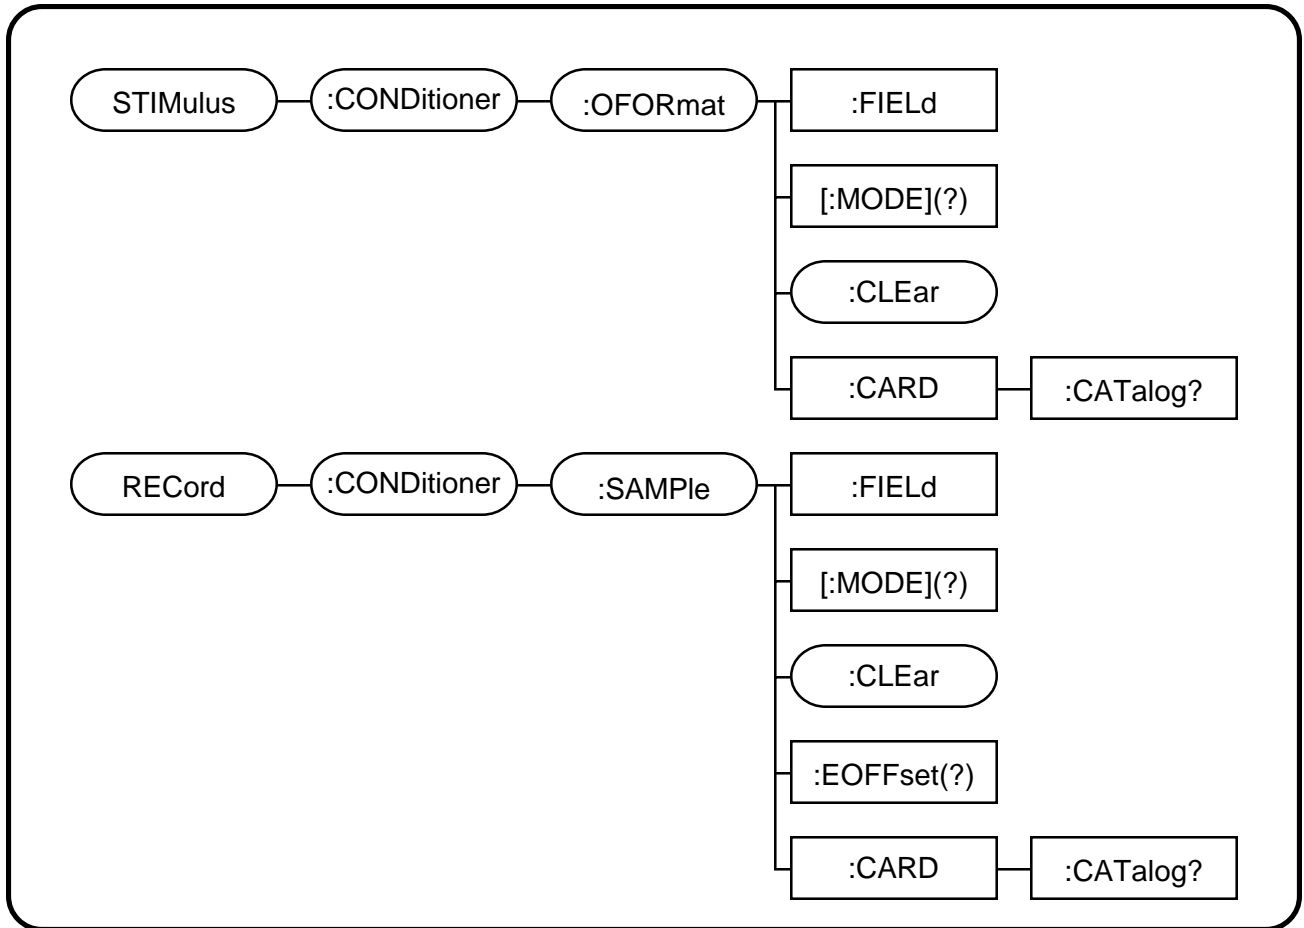 STIMulus :CONDitioner :OFORmat :FIELd
[:MODE](?)
:CLEar
:CARD :CATalog?
RECord :CONDitioner :SAMPle :FIELd
[:MODE](?)
:CLEar
:EOFFset(?)
:CARD :CATalog?